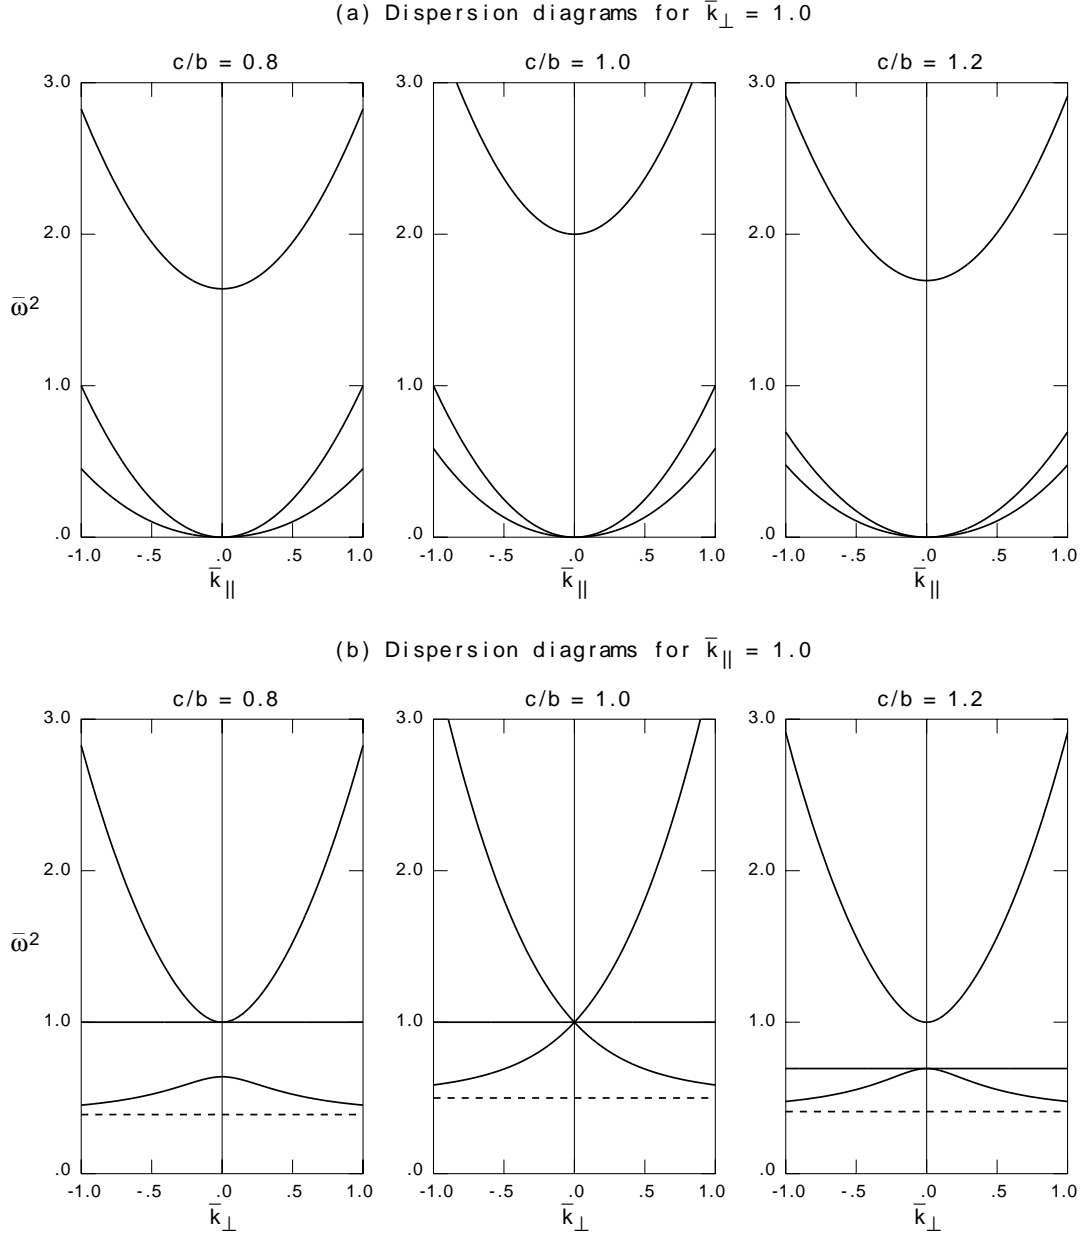 (a) Dispersion diagrams for k̅⊥ = 1.0
c/b = 0.8 c/b = 1.0 c/b = 1.2
3.0 3.0 3.0
2.0 2.0 2.0
ω̅²
1.0 1.0 1.0
.0 .0 .0
-1.0 -.5 .0 .5 1.0 -1.0 -.5 .0 .5 1.0 -1.0 -.5 .0 .5 1.0
k̅|| k̅|| k̅||
(b) Dispersion diagrams for k̅|| = 1.0
c/b = 0.8 c/b = 1.0 c/b = 1.2
3.0 3.0 3.0
2.0 2.0 2.0
ω̅²
1.0 1.0 1.0
.0 .0 .0
-1.0 -.5 .0 .5 1.0 -1.0 -.5 .0 .5 1.0 -1.0 -.5 .0 .5 1.0
k̅⊥ k̅⊥ k̅⊥